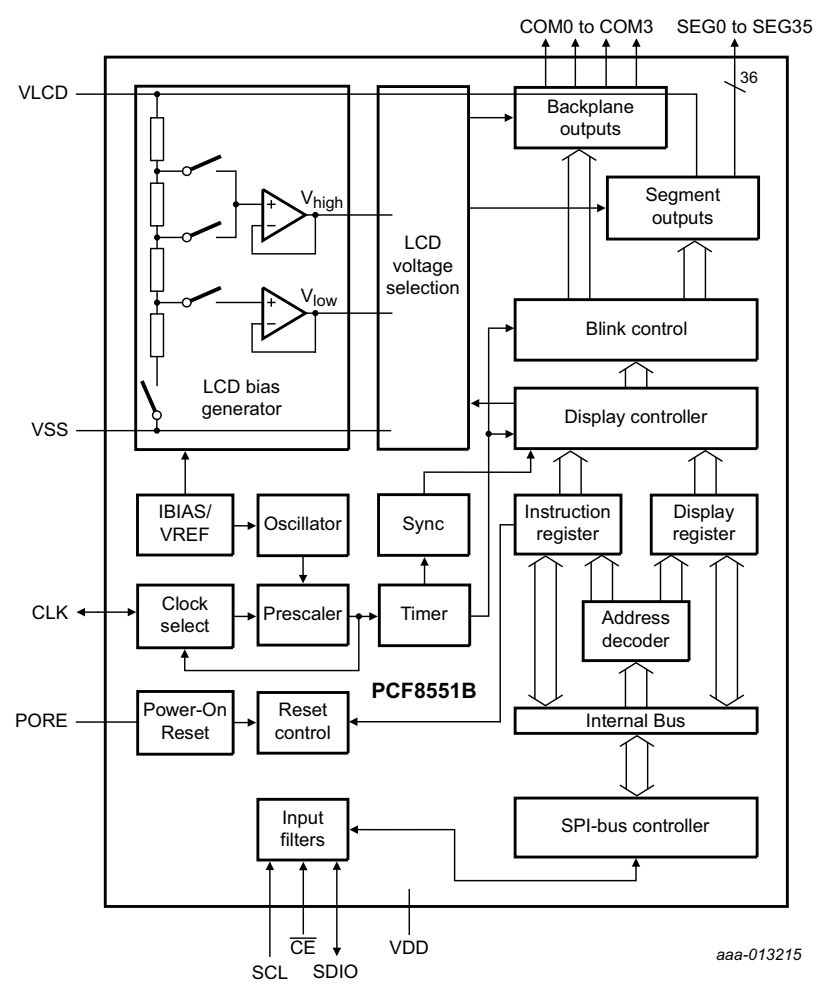 COM0 to COM3
SEG0 to SEG35
36
VLCD
Backplane
outputs
Vhigh
Segment
outputs
LCD
voltage
selection
Vlow
Blink control
LCD bias
generator
Display controller
VSS
IBIAS/
VREF
Oscillator
Sync
Instruction
register
Display
register
CLK
Clock
select
Prescaler
Timer
Address
decoder
PCF8551B
PORE
Power-On
Reset
Reset
control
Internal Bus
Input
filters
SPI-bus controller
+
−
+
−
SCL
CE
SDIO
VDD
aaa-013215